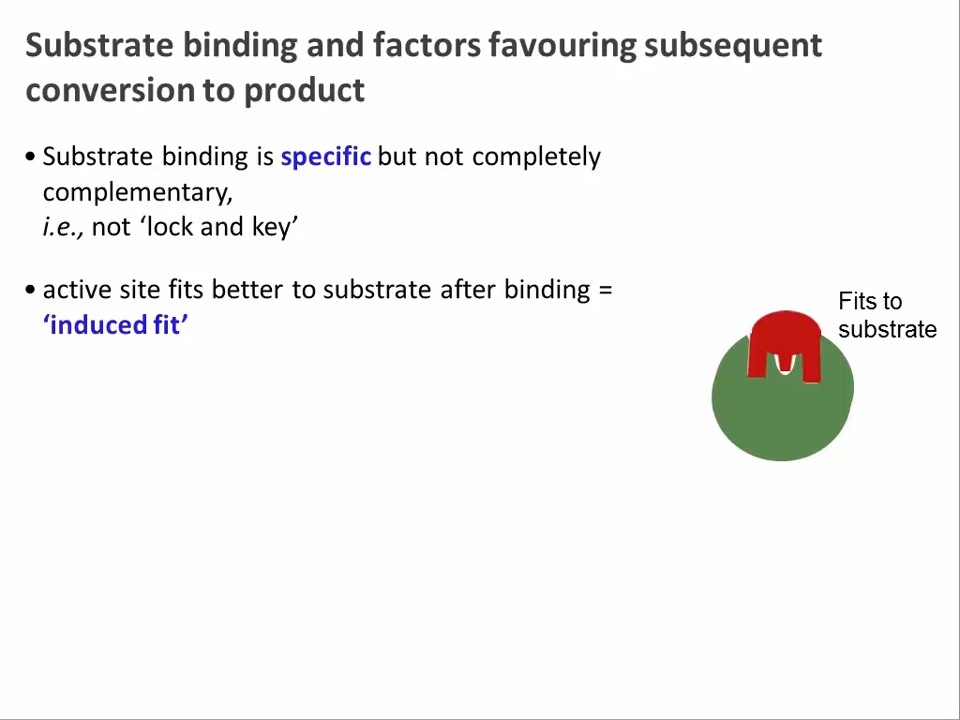 Substrate binding and factors favouring subsequent
conversion to product
• Substrate binding is specific but not completely
complementary,
i.e., not ‘lock and key’
• active site fits better to substrate after binding =
‘induced fit’
Fits to
substrate